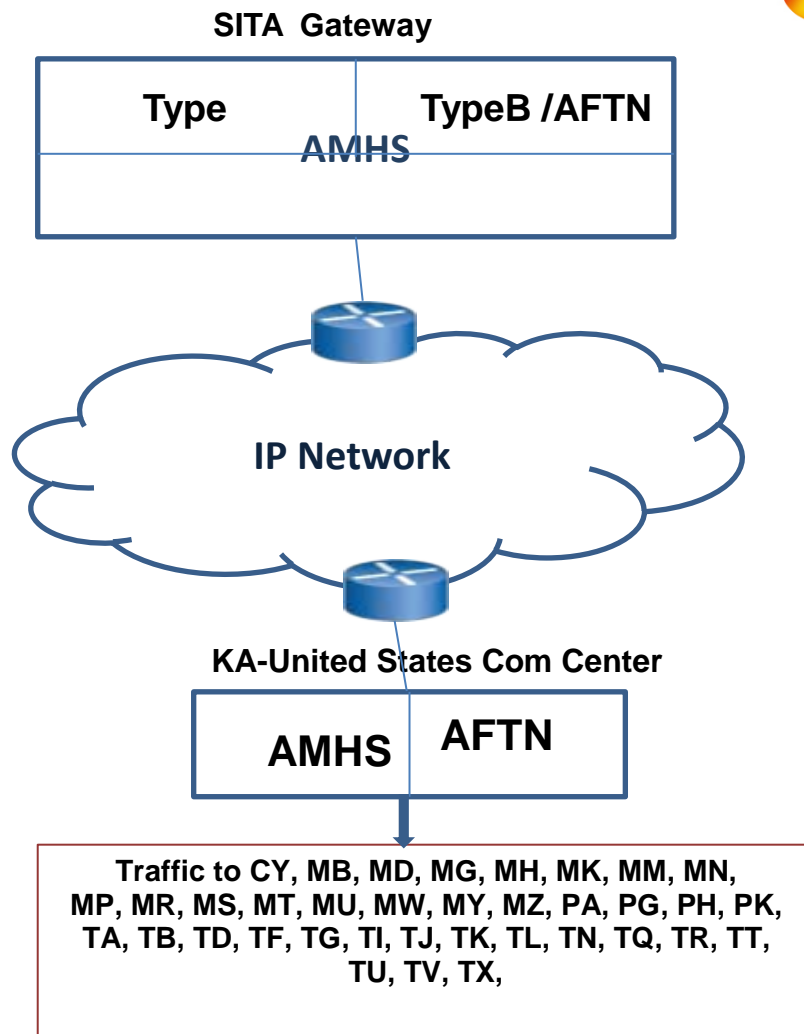 SITA Gateway
Type
TypeB /AFTN
AMHS
IP Network
KA-United States Com Center
AMHS
AFTN
Traffic to CY, MB, MD, MG, MH, MK, MM, MN,
MP, MR, MS, MT, MU, MW, MY, MZ, PA, PG, PH, PK,
TA, TB, TD, TF, TG, TI, TJ, TK, TL, TN, TQ, TR, TT,
TU, TV, TX,